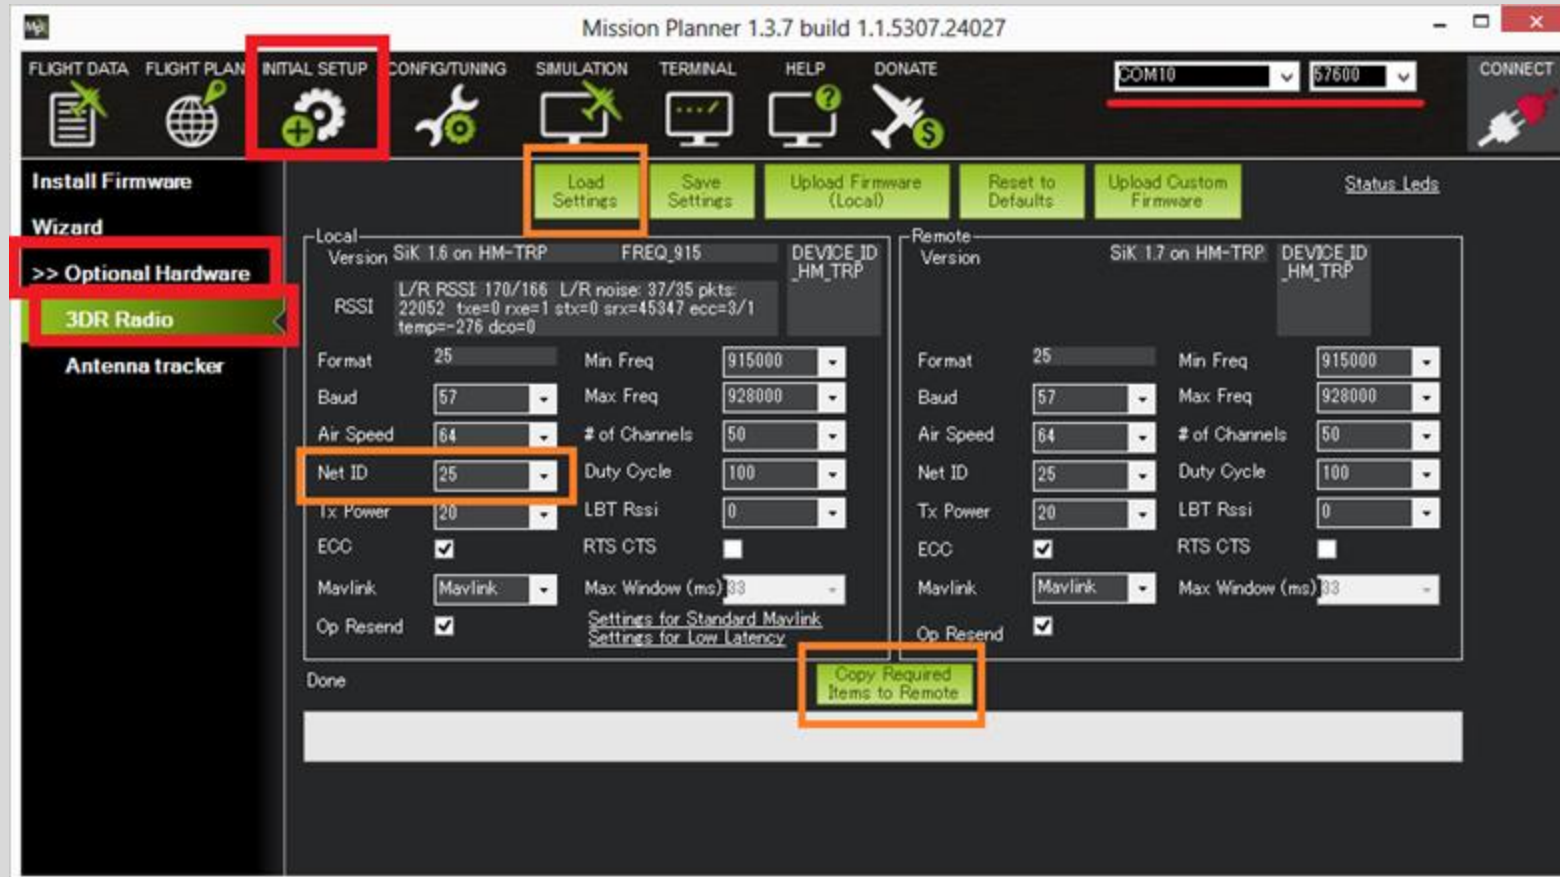 Mission Planner 1.3.7 build 1.1.5307.24027
FLIGHT DATA FLIGHT PLAN INITIAL SETUP CONFIG/TUNING SIMULATION TERMINAL HELP DONATE COM10 57600 CONNECT
Install Firmware
Wizard
>> Optional Hardware
3DR Radio
Antenna tracker
Load Settings Save Settings Upload Firmware (Local) Reset to Defaults Upload Custom Firmware Status Leds
Local
Version SiK 1.6 on HM-TRP FREQ_915 DEVICE_ID_HM_TRP
RSSI L/R RSSI: 170/166 L/R noise: 37/35 pkts:
22052 txe=0 rxe=1 stx=0 srx=45347 ecc=3/1
temp=-276 dco=0
Format 25 Min Freq 915000
Baud 57 Max Freq 928000
Air Speed 64 # of Channels 50
Net ID 25 Duty Cycle 100
Tx Power 20 LBT Rssi 0
ECC RTS CTS
Mavlink Mavlink Max Window (ms) 33
Op Resend Settings for Standard Mavlink
Settings for Low Latency
Remote
Version SiK 1.7 on HM-TRP DEVICE_ID_HM_TRP
Format 25 Min Freq 915000
Baud 57 Max Freq 928000
Air Speed 64 # of Channels 50
Net ID 25 Duty Cycle 100
Tx Power 20 LBT Rssi 0
ECC RTS CTS
Mavlink Mavlink Max Window (ms) 33
Op Resend
Done
Copy Required
Items to Remote